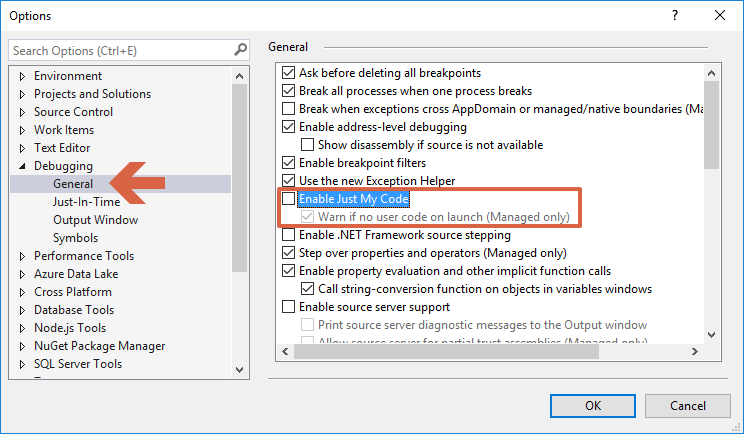 Options
Search Options (Ctrl+E)
Environment
Projects and Solutions
Source Control
Work Items
Text Editor
Debugging
General
Just-In-Time
Output Window
Symbols
Performance Tools
Azure Data Lake
Cross Platform
Database Tools
Node.js Tools
NuGet Package Manager
SQL Server Tools
General
Ask before deleting all breakpoints
Break all processes when one process breaks
Break when exceptions cross AppDomain or managed/native boundaries (Ma
Enable address-level debugging
Show disassembly if source is not available
Enable breakpoint filters
Use the new Exception Helper
Enable Just My Code
Warn if no user code on launch (Managed only)
Enable .NET Framework source stepping
Step over properties and operators (Managed only)
Enable property evaluation and other implicit function calls
Call string-conversion function on objects in variables windows
Enable source server support
Print source server diagnostic messages to the Output window
Allow source server for partial trust assemblies (Managed only)
OK
Cancel